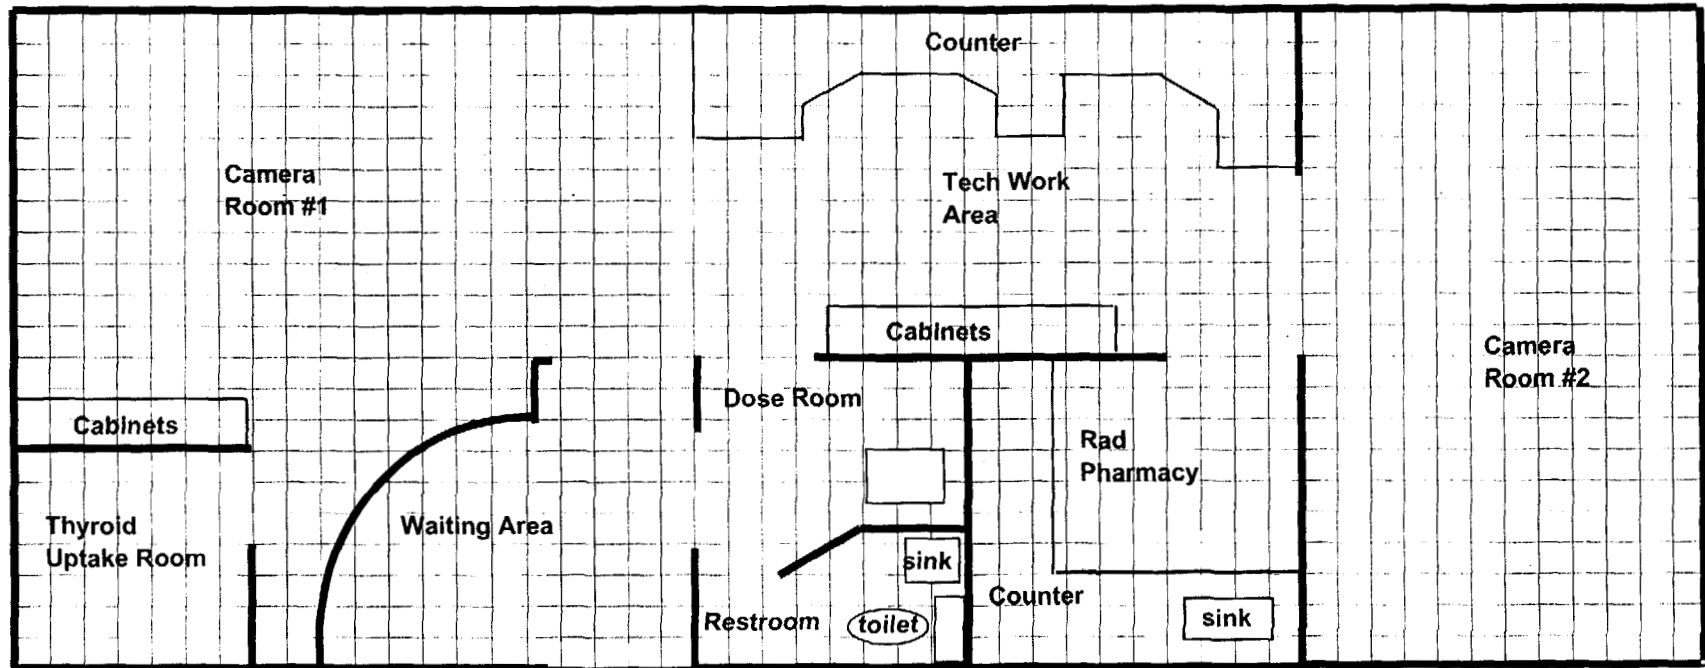 Counter
Camera
Room #1
Tech Work
Area
Cabinets
Camera
Room #2
Dose Room
Cabinets
Rad
Pharmacy
Thyroid
Uptake Room
Waiting Area
sink
Counter
Restroom
toilet
sink